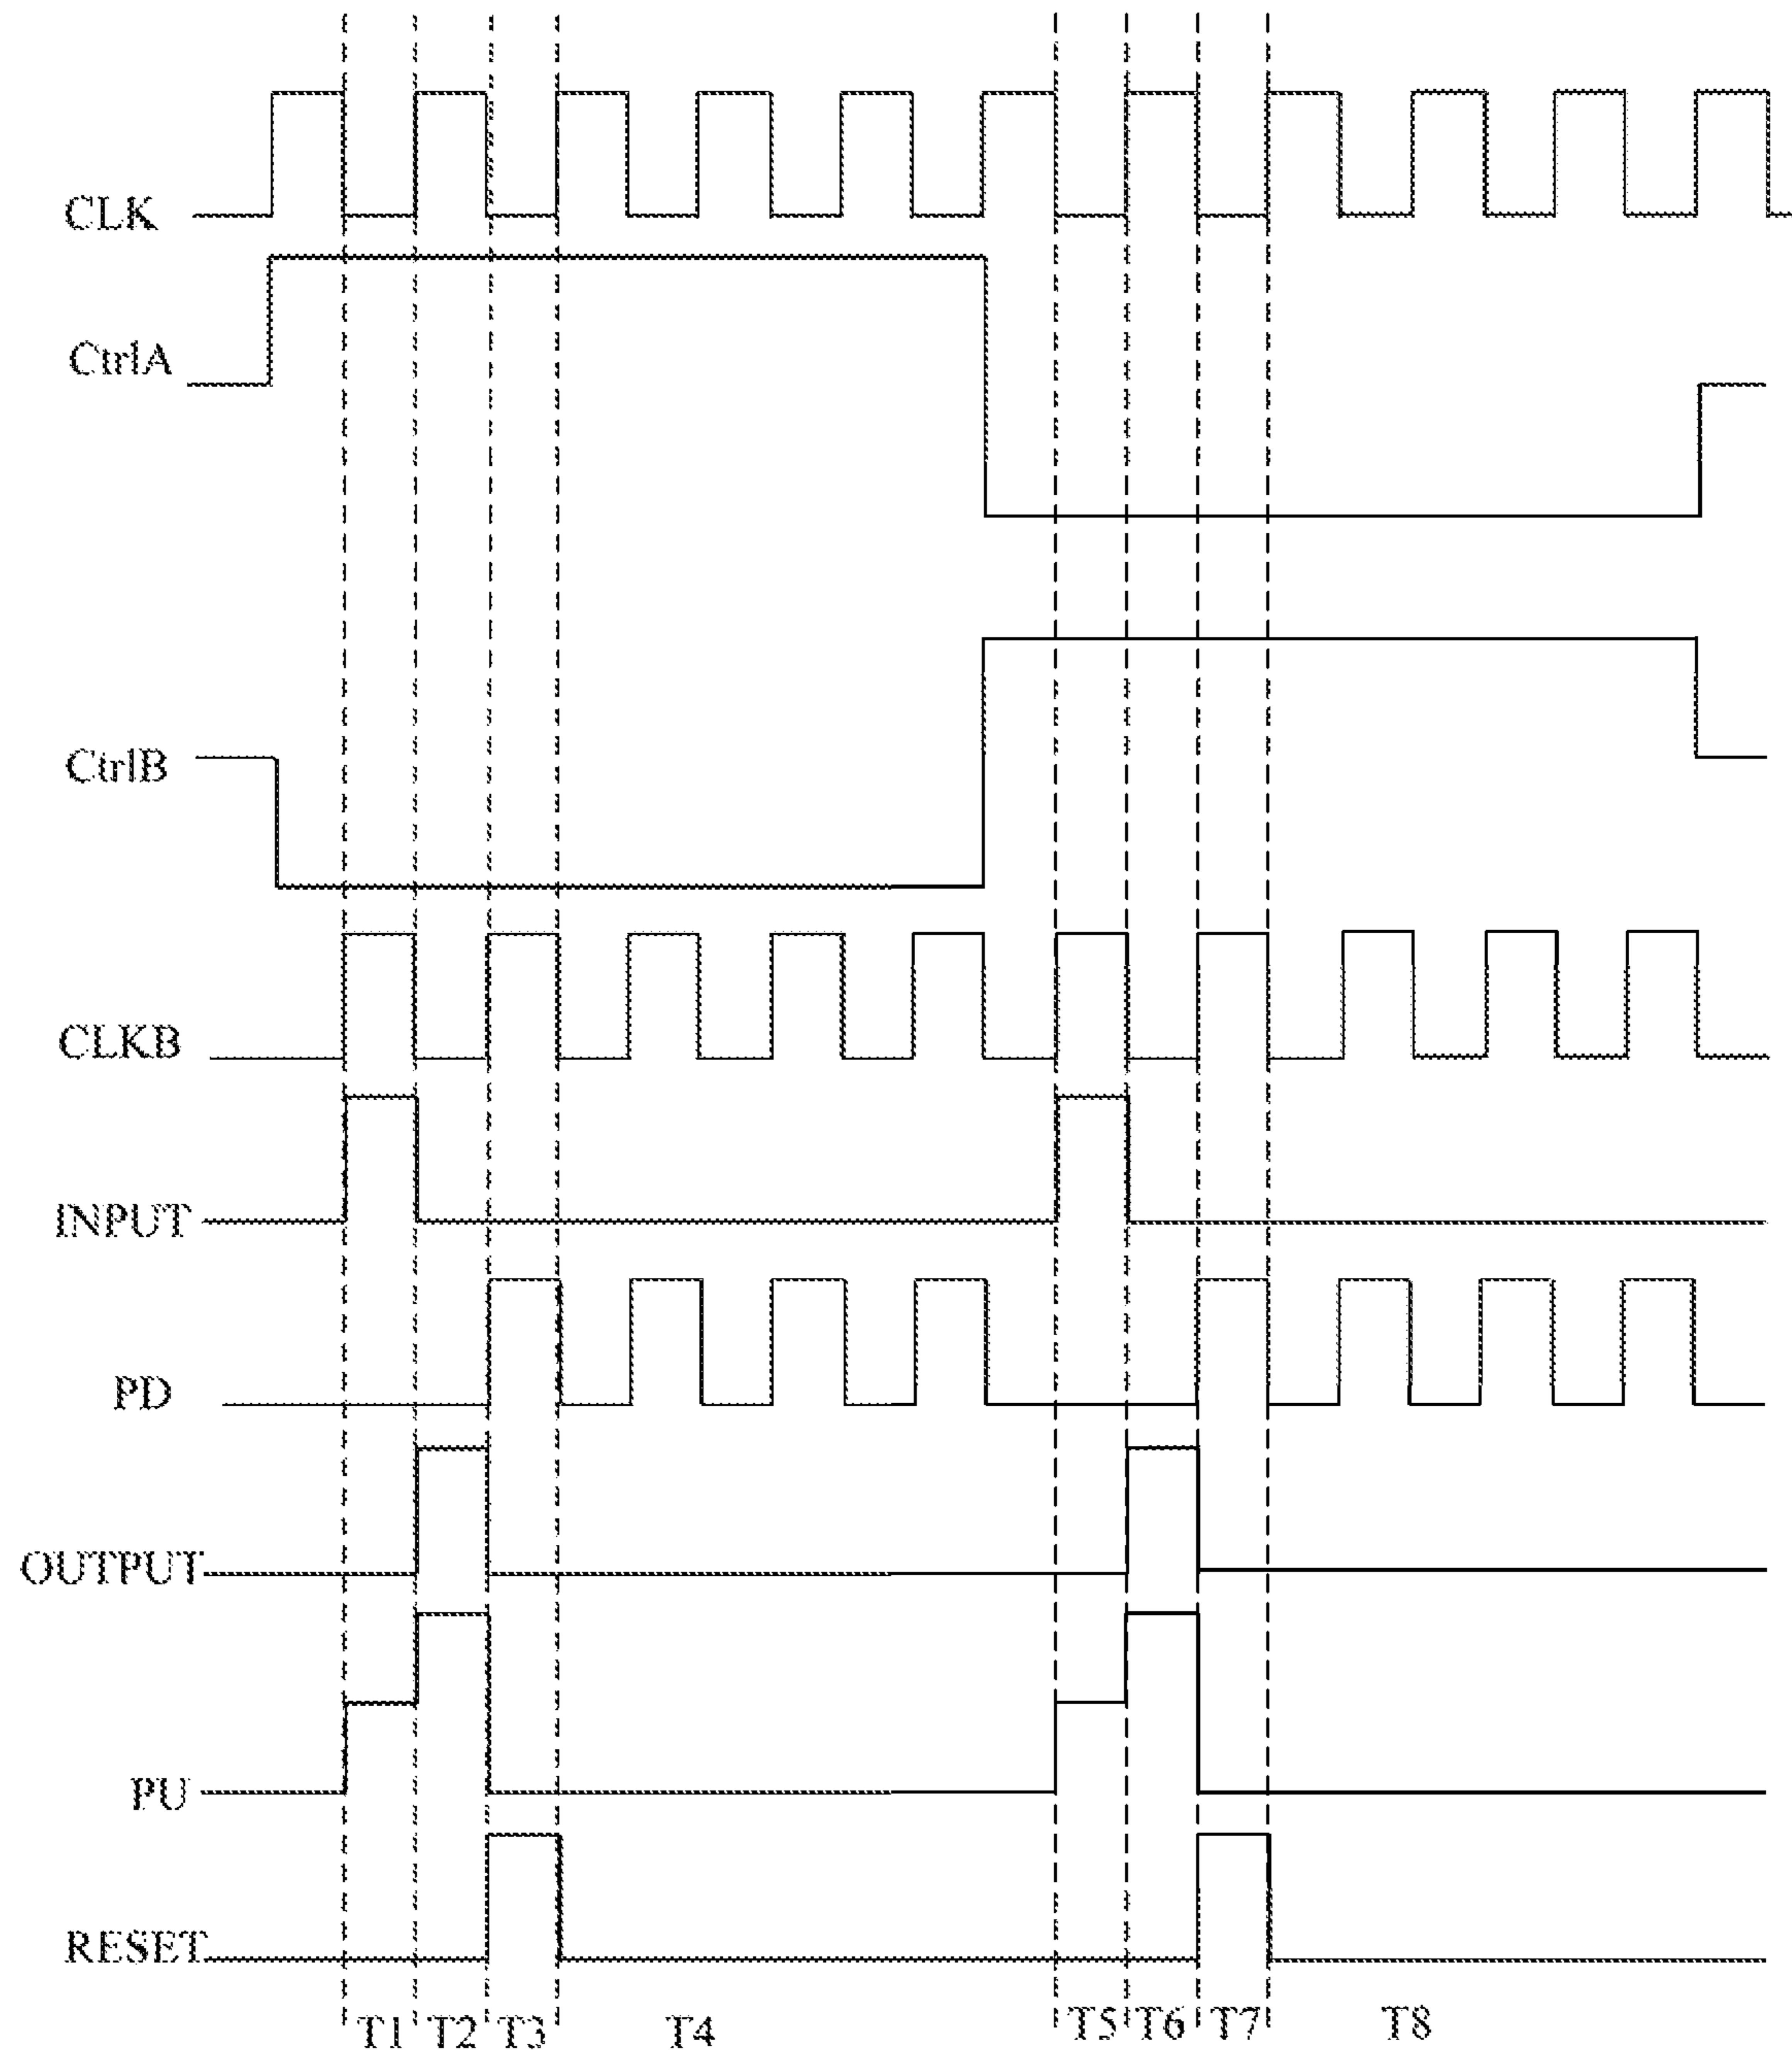 CLK
CtrlA
CtrlB
CLKB
INPUT
PD
OUTPUT
PU
RESET
T1 T2 T3 T4 T5 T6 T7 T8